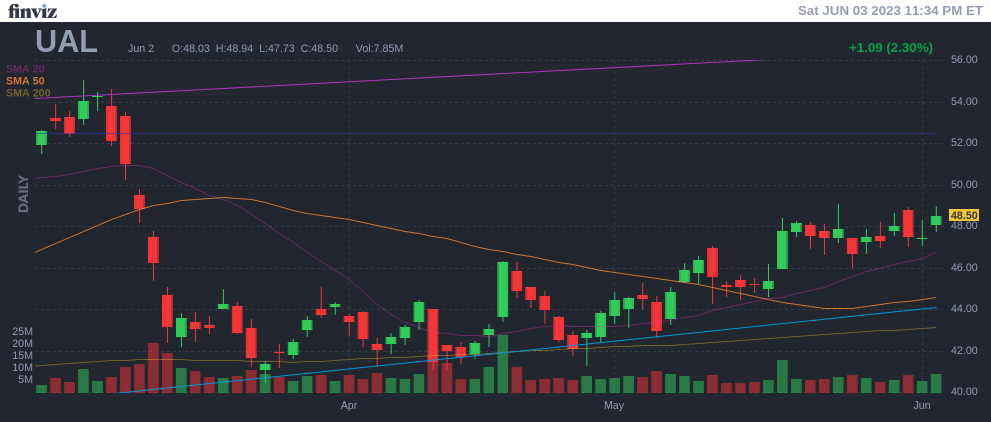 finviz
Sat JUN 03 2023 11:34 PM ET
UAL Jun 2 O:48.03 H:48.94 L:47.73 C:48.50 Vol:7.85M +1.09 (2.30%)
SMA 20
SMA 50
SMA 200
DAILY
56.00
54.00
52.00
50.00
48.50
48.00
46.00
44.00
42.00
40.00
25M
20M
15M
10M
5M
Apr May Jun